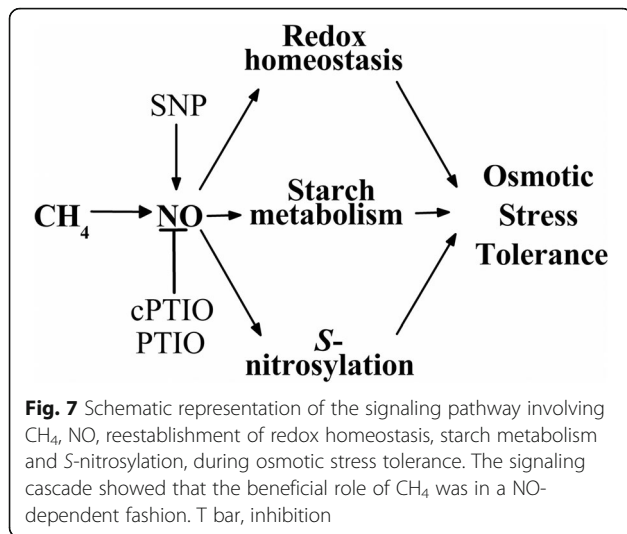 Redox
homeostasis
SNP
CH₄
NO
Starch
metabolism
Osmotic
Stress
Tolerance
cPTIO
PTIO
S-
nitrosylation
Fig. 7 Schematic representation of the signaling pathway involving
CH₄, NO, reestablishment of redox homeostasis, starch metabolism
and S-nitrosylation, during osmotic stress tolerance. The signaling
cascade showed that the beneficial role of CH₄ was in a NO-
dependent fashion. T bar, inhibition